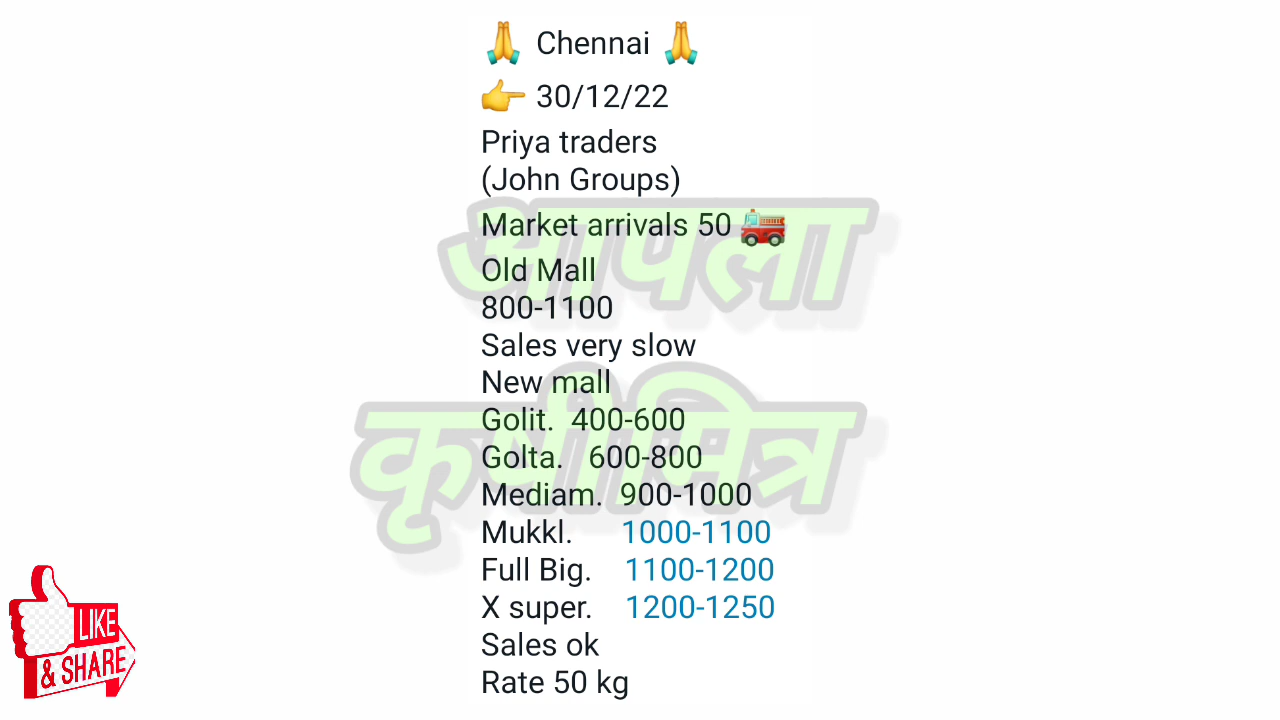 🙏 Chennai 🙏
👉 30/12/22
Priya traders
(John Groups)
Market arrivals 50 🚒
Old Mall
800-1100
Sales very slow
New mall
Golit.  400-600
Golta.   600-800
Mediam.  900-1000
Mukkl.      1000-1100
Full Big.    1100-1200
X super.    1200-1250
Sales ok
Rate 50 kg
आपला
कृषीमित्र
LIKE
& SHARE